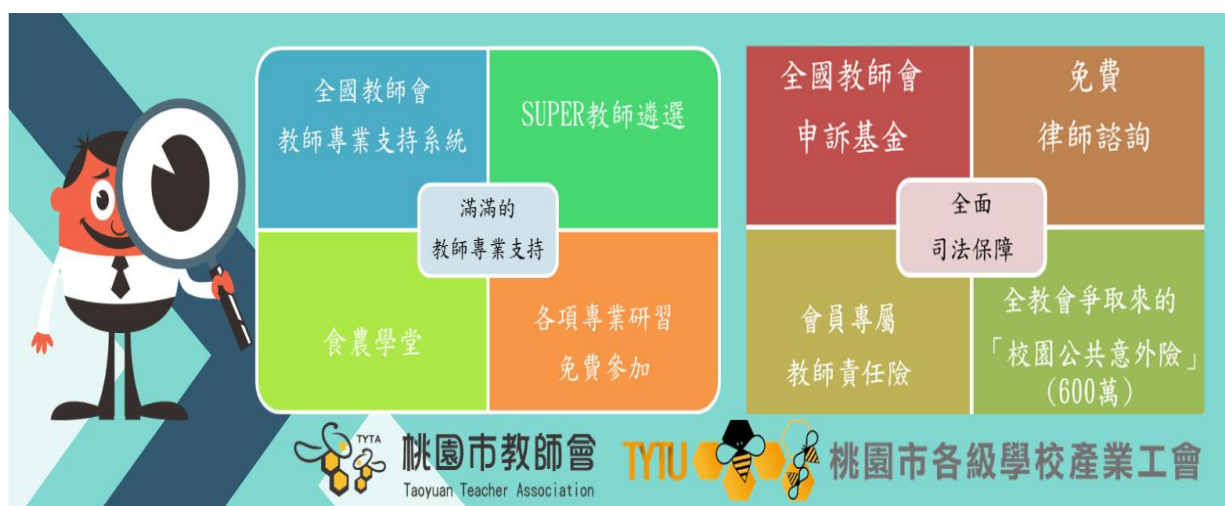 全國教師會
教師專業支持系統
SUPER教師遴選
滿滿的
教師專業支持
食農學堂
各項專業研習
免費參加
全國教師會
申訴基金
免費
律師諮詢
全面
司法保障
會員專屬
教師責任險
全教會爭取來的
「校園公共意外險」
(600萬)
TYTA
桃園市教師會
Taoyuan Teacher Association
TYTU
桃園市各級學校產業工會